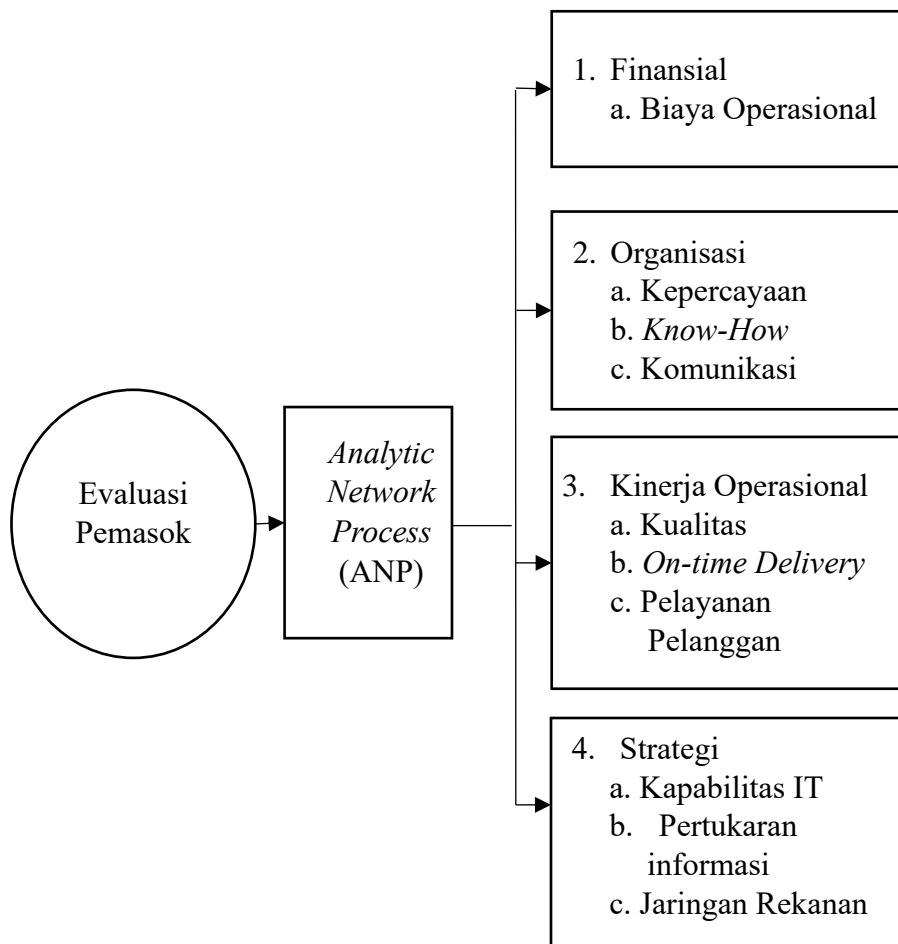 Evaluasi
Pemasok
Analytic
Network
Process
(ANP)
1. Finansial
a. Biaya Operasional
2. Organisasi
a. Kepercayaan
b. Know-How
c. Komunikasi
3. Kinerja Operasional
a. Kualitas
b. On-time Delivery
c. Pelayanan
Pelanggan
4. Strategi
a. Kapabilitas IT
b. Pertukaran
informasi
c. Jaringan Rekanan